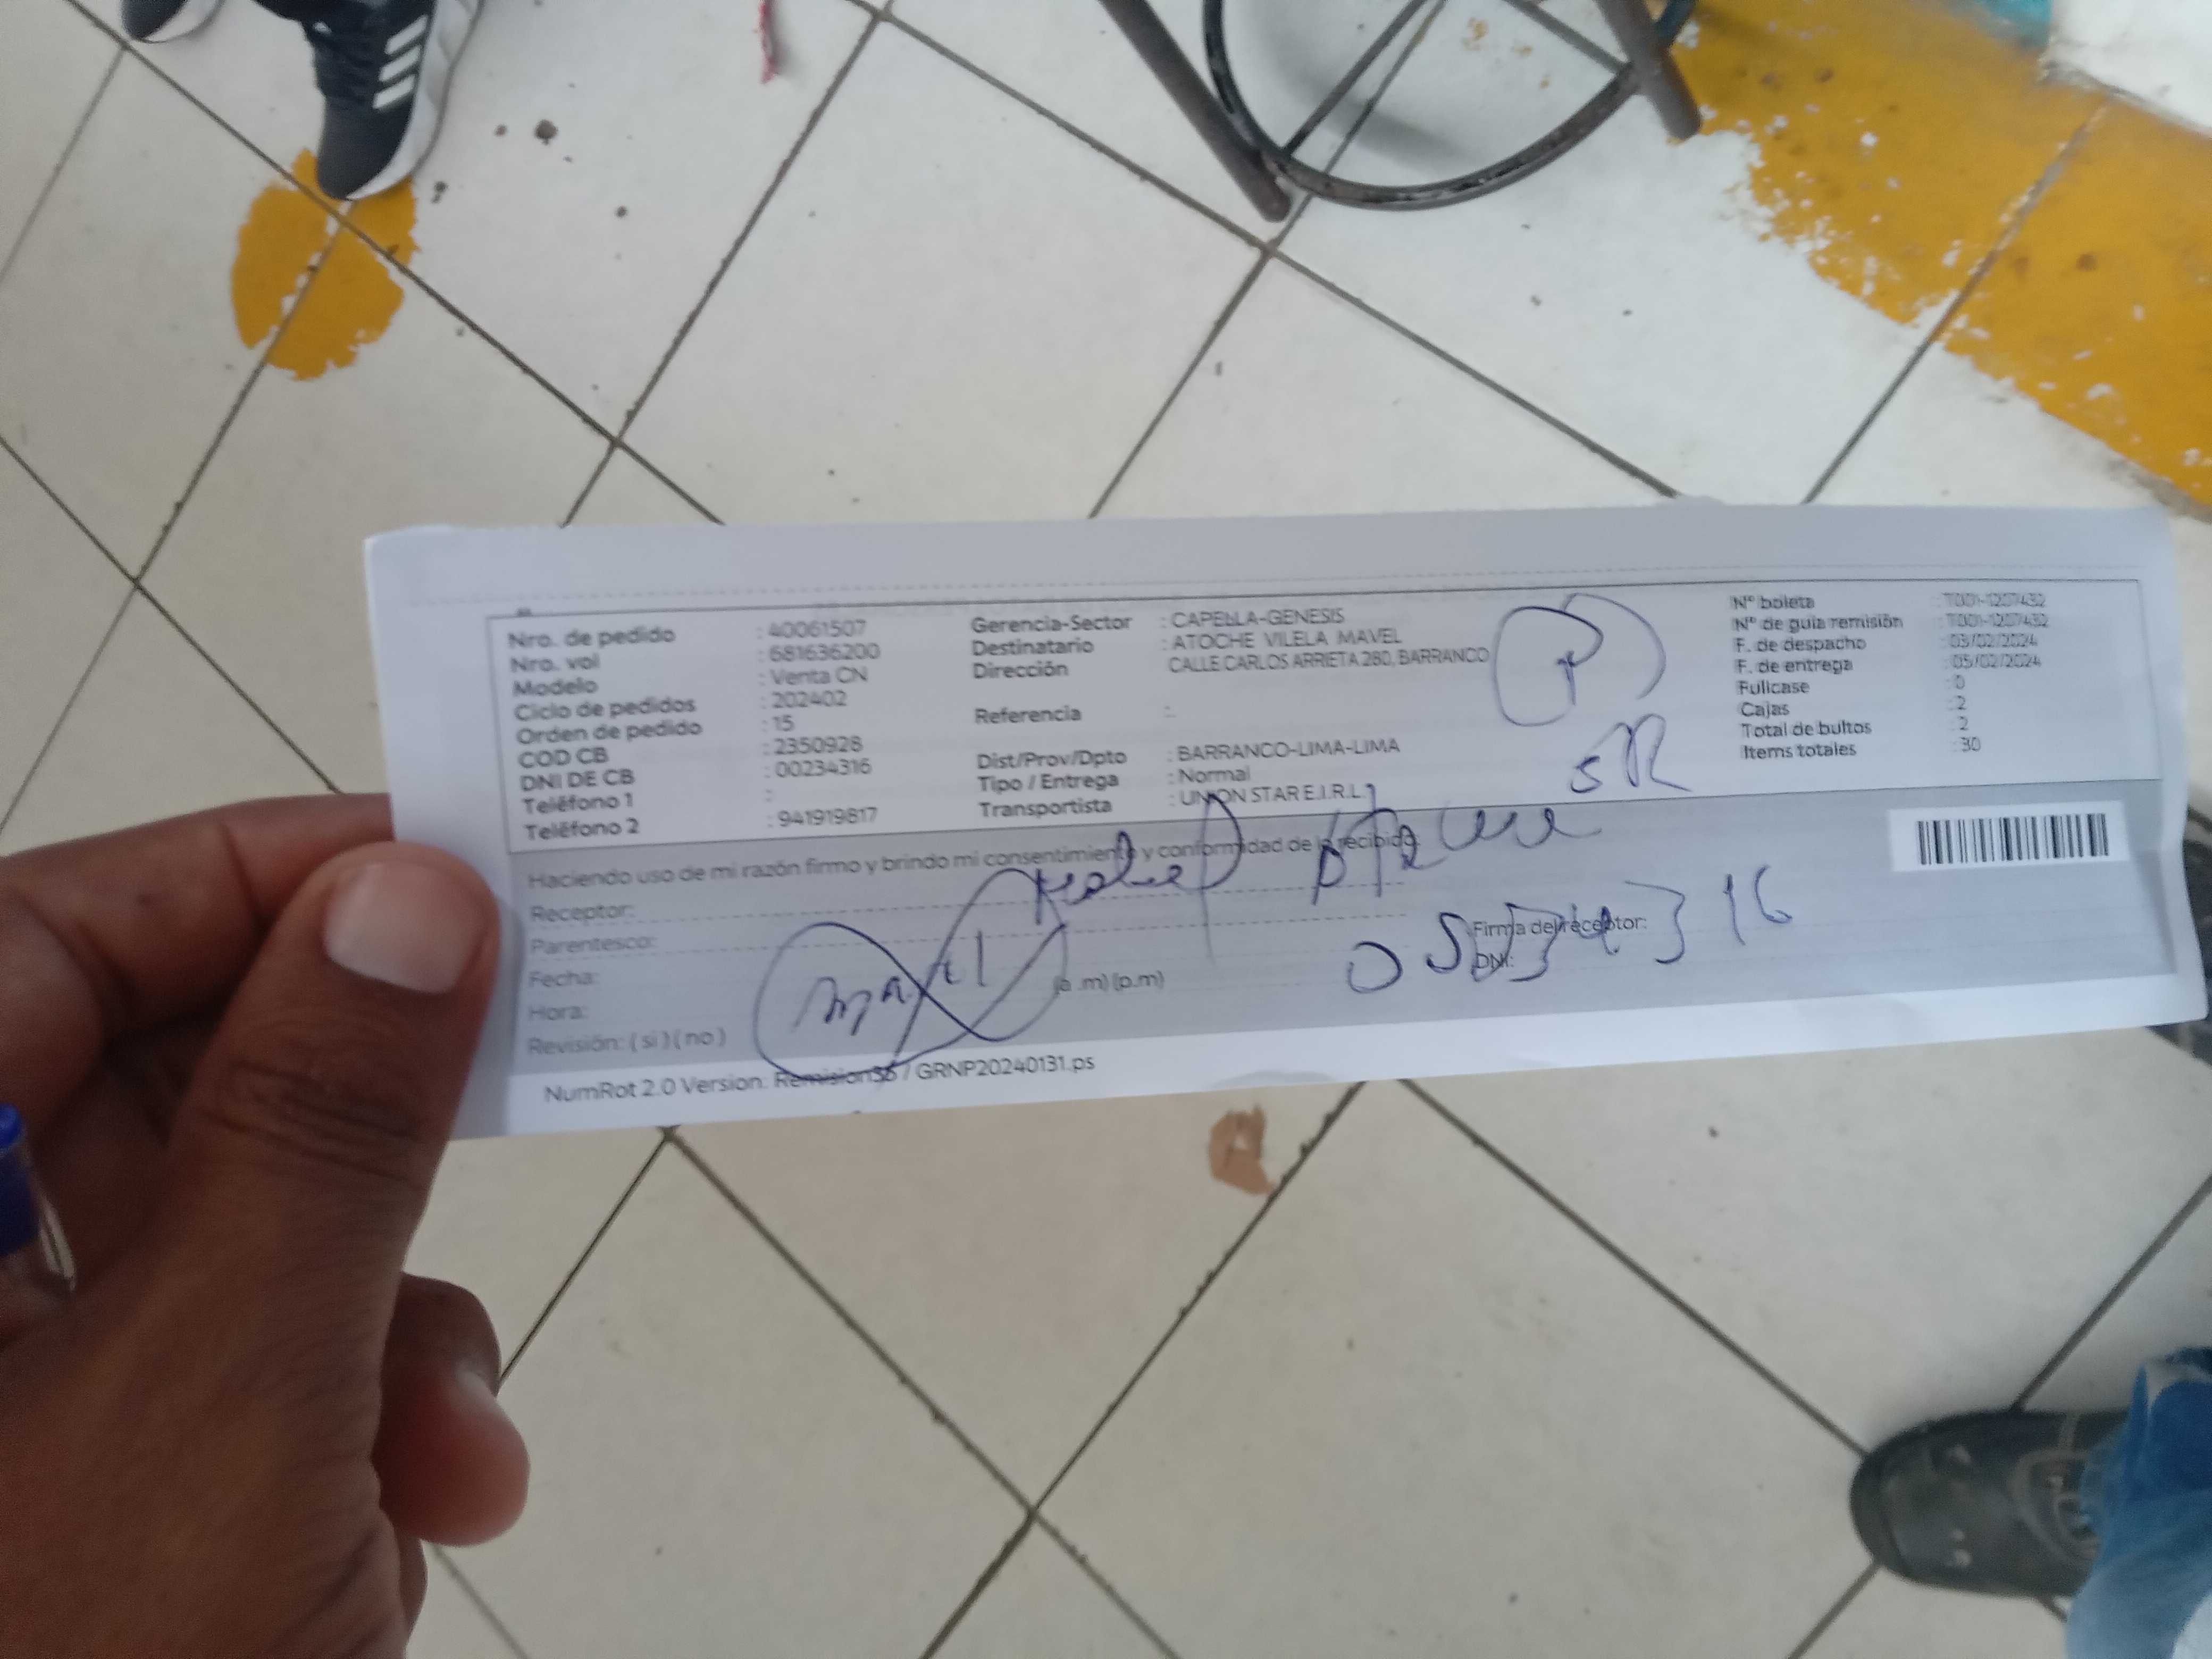 Nro. de pedido : 40061507
Nro. vol : 681636200
Modelo : Venta CN
Ciclo de pedidos : 202402
Orden de pedido : 15
COD CB : 2350928
DNI DE CB : 00234316
Teléfono 1 :
Teléfono 2 : 941919817
Gerencia-Sector : CAPELLA-GENESIS
Destinatario : ATOCHE VILELA MAVEL
Dirección CALLE CARLOS ARRIETA 280, BARRANCO
Referencia :
Dist/Prov/Dpto : BARRANCO-LIMA-LIMA
Tipo / Entrega : Normal
Transportista : UNION STAR E.I.R.L.
N° boleta : T001-1207432
N° de guia remisión : T001-1207432
F. de despacho : 03/02/2024
F. de entrega : 05/02/2024
Fullcase : 0
Cajas : 2
Total de bultos : 2
Items totales : 30
P
SR
Haciendo uso de mi razón firmo y brindo mi consentimiento y conformidad de lo recibido.
Receptor:
Parentesco:
Fecha:
Hora: (a .m) (p.m)
Revisión: ( si ) ( no )
Firma del receptor:
DNI:
NumRot 2.0 Version: Remision36 / GRNP20240131.ps